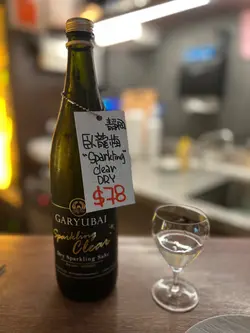 静岡
臥龍梅
"Sparkling"
clear
DRY
$78
GARYUBAI
Sparkling
Clear
Dry Sparkling Sake